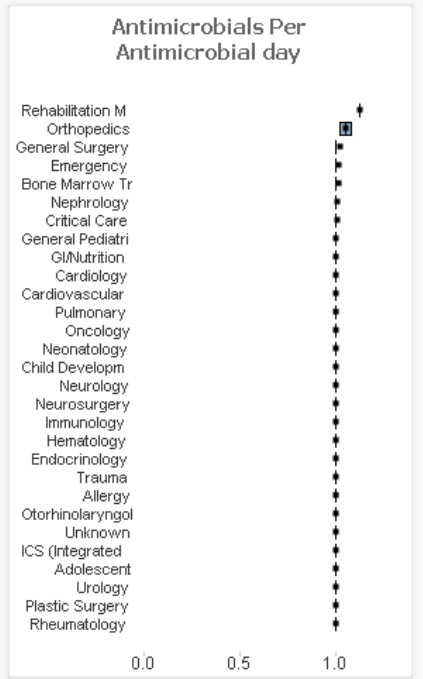 Antimicrobials Per
Antimicrobial day
Rehabilitation M
Orthopedics
General Surgery
Emergency
Bone Marrow Tr
Nephrology
Critical Care
General Pediatri
GI/Nutrition
Cardiology
Cardiovascular
Pulmonary
Oncology
Neonatology
Child Developm
Neurology
Neurosurgery
Immunology
Hematology
Endocrinology
Trauma
Allergy
Otorhinolaryngol
Unknown
ICS (Integrated
Adolescent
Urology
Plastic Surgery
Rheumatology
0.0 0.5 1.0